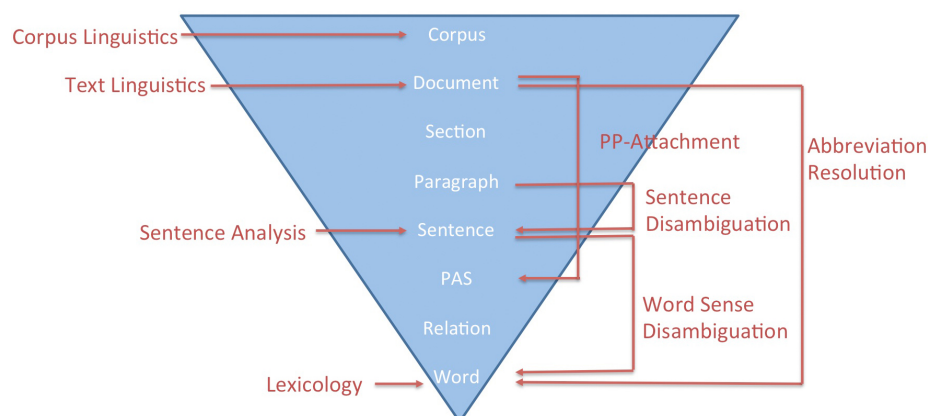 Corpus Linguistics
Corpus
Text Linguistics
Document
Section
PP-Attachment
Abbreviation
Resolution
Paragraph
Sentence
Disambiguation
Sentence Analysis
Sentence
PAS
Word Sense
Disambiguation
Relation
Lexicology
Word